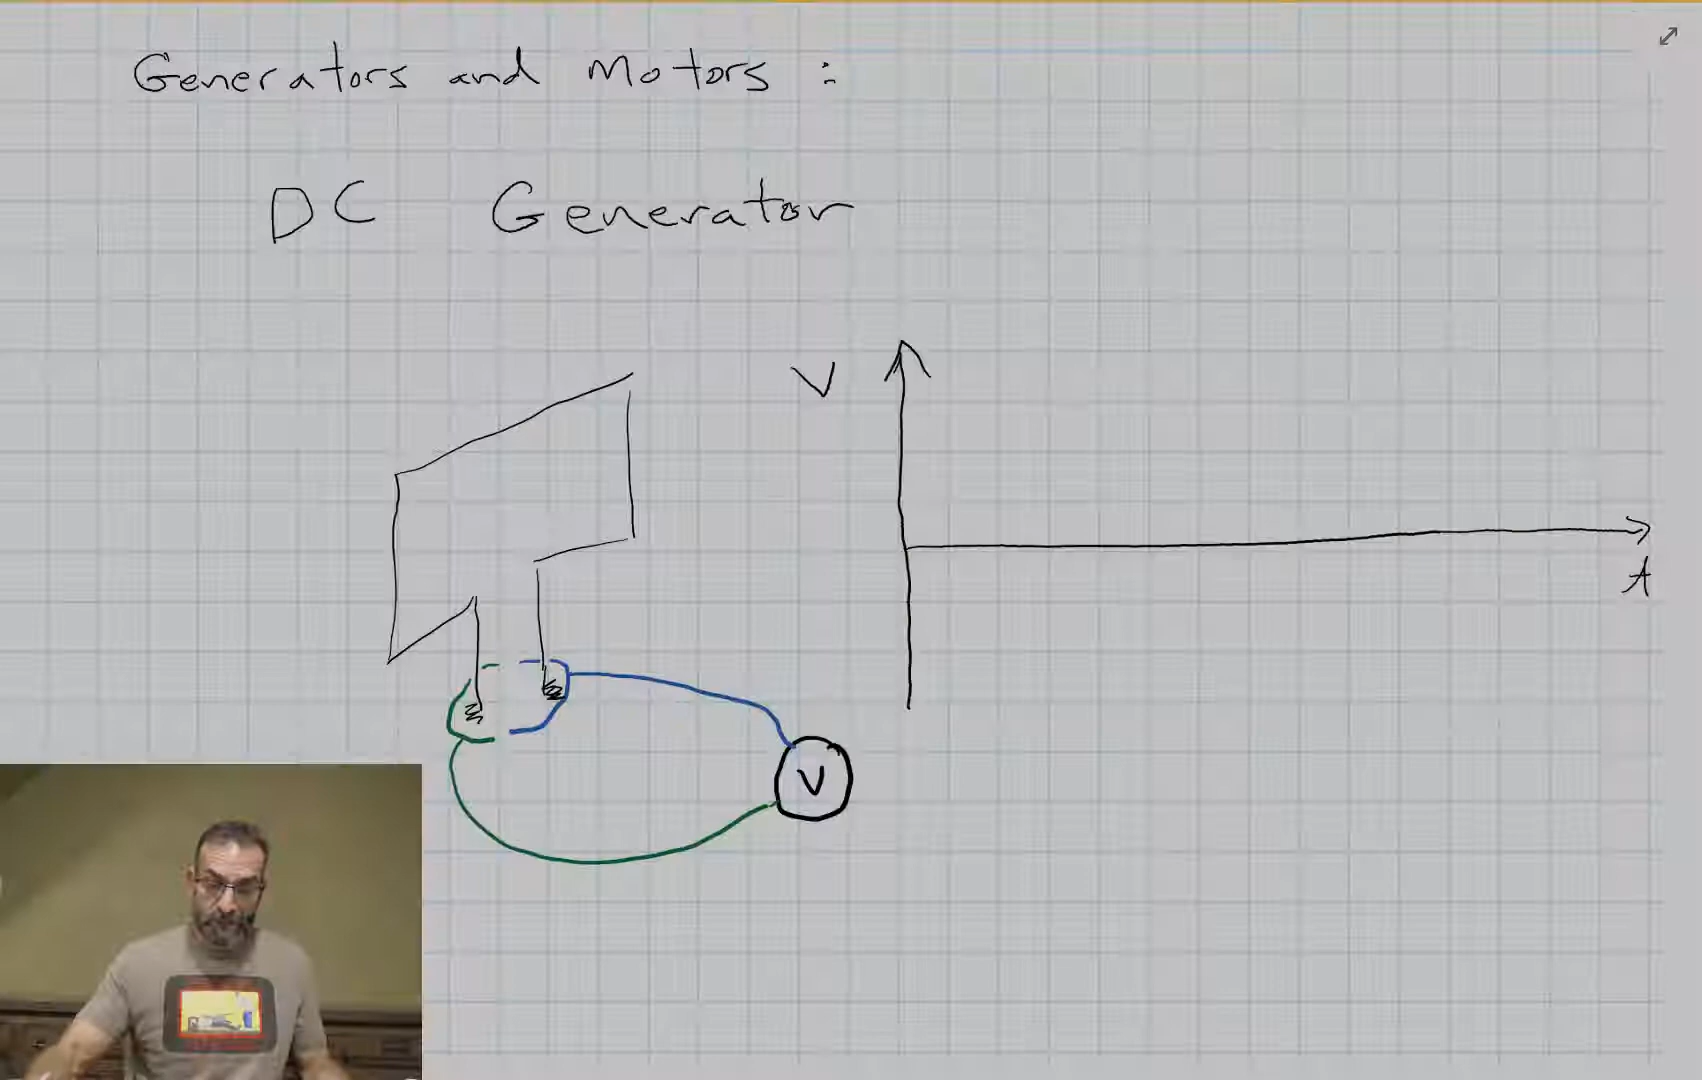 Generators and Motors :
DC Generator
V
t
V